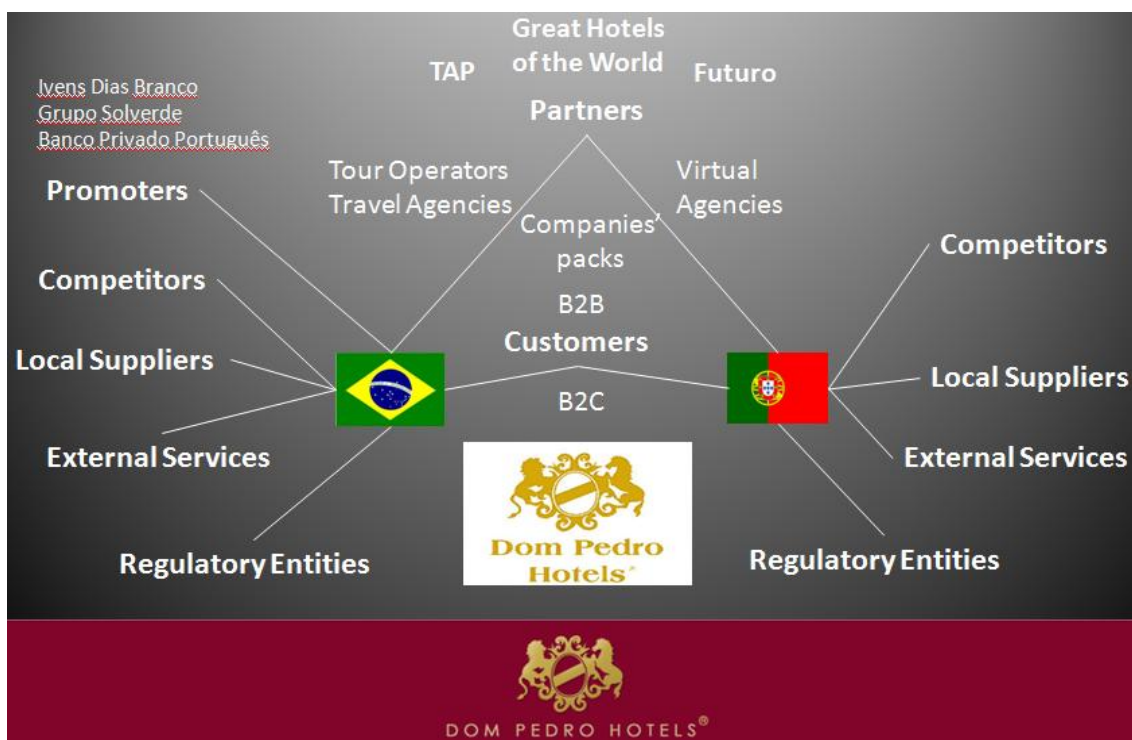 Great Hotels
of the World
TAP
Futuro
Partners
Ivens Dias Branco
Grupo Solverde
Banco Privado Português
Promoters
Tour Operators
Travel Agencies
Virtual
Agencies
Companies'
packs
B2B
Customers
B2C
Competitors
Local Suppliers
External Services
Regulatory Entities
Competitors
Local Suppliers
External Services
Regulatory Entities
Dom Pedro
Hotels
DOM PEDRO HOTELS®